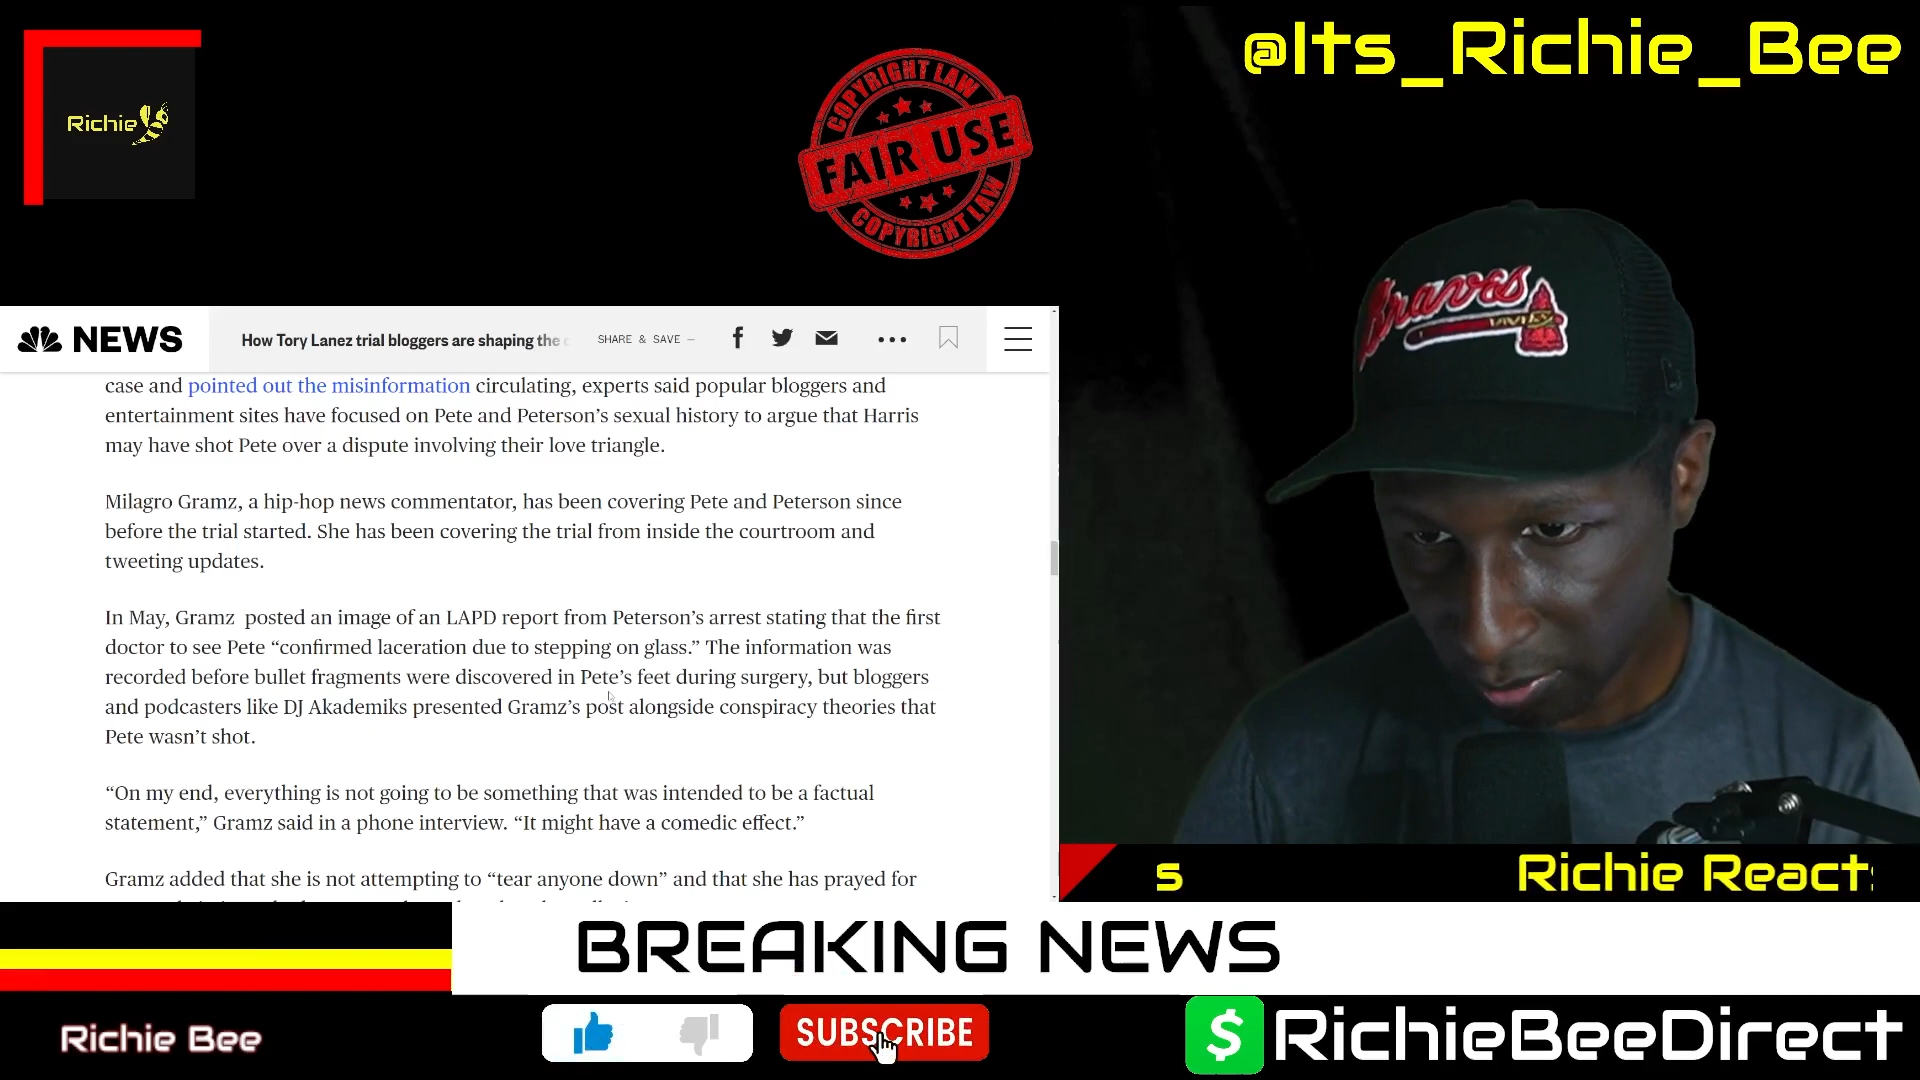 @Its_Richie_Bee
Richie
COPYRIGHT LAW
FAIR USE
COPYRIGHT LAW
NEWS
How Tory Lanez trial bloggers are shaping the
SHARE & SAVE —
case and pointed out the misinformation circulating, experts said popular bloggers and
entertainment sites have focused on Pete and Peterson’s sexual history to argue that Harris
may have shot Pete over a dispute involving their love triangle.
Milagro Gramz, a hip-hop news commentator, has been covering Pete and Peterson since
before the trial started. She has been covering the trial from inside the courtroom and
tweeting updates.
In May, Gramz posted an image of an LAPD report from Peterson’s arrest stating that the first
doctor to see Pete “confirmed laceration due to stepping on glass.” The information was
recorded before bullet fragments were discovered in Pete’s feet during surgery, but bloggers
and podcasters like DJ Akademiks presented Gramz’s post alongside conspiracy theories that
Pete wasn’t shot.
“On my end, everything is not going to be something that was intended to be a factual
statement,” Gramz said in a phone interview. “It might have a comedic effect.”
Gramz added that she is not attempting to “tear anyone down” and that she has prayed for
Braves
s Richie React
BREAKING NEWS
Richie Bee
SUBSCRIBE
$ RichieBeeDirect